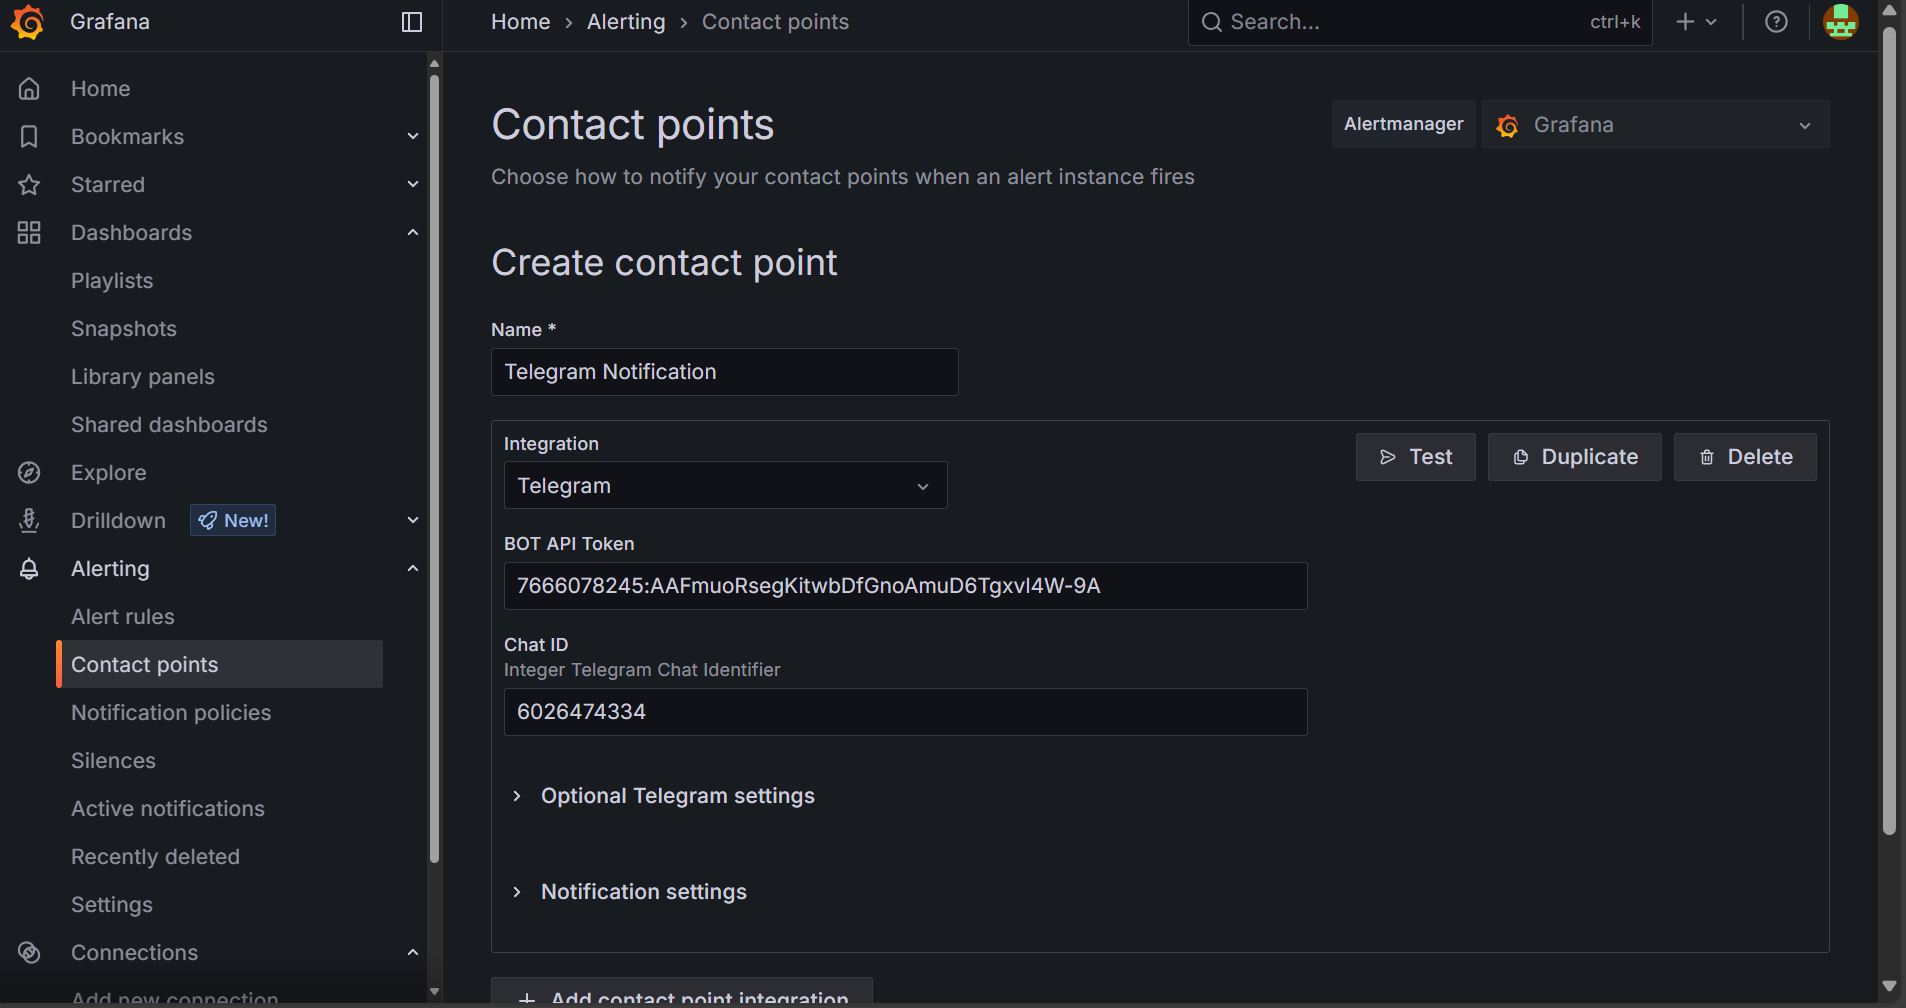 Grafana
Home > Alerting > Contact points
Search...
ctrl+k
Home
Bookmarks
Starred
Dashboards
Playlists
Snapshots
Library panels
Shared dashboards
Explore
Drilldown
New!
Alerting
Alert rules
Contact points
Notification policies
Silences
Active notifications
Recently deleted
Settings
Connections
Add new connection
Contact points
Alertmanager
Grafana
Choose how to notify your contact points when an alert instance fires
Create contact point
Name *
Telegram Notification
Integration
Telegram
Test
Duplicate
Delete
BOT API Token
7666078245:AAFmuoRsegKitwbDfGnoAmuD6Tgxvl4W-9A
Chat ID
Integer Telegram Chat Identifier
6026474334
Optional Telegram settings
Notification settings
Add contact point integration